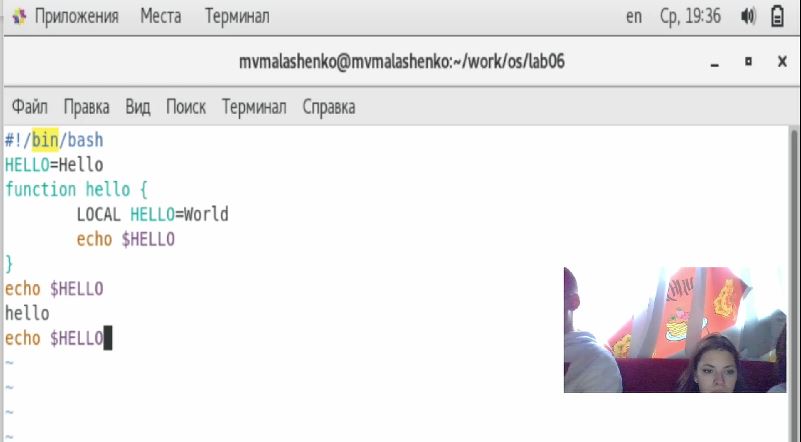 Приложения Места Терминал en Ср, 19:36
mvmalashenko@mvmalashenko:~/work/os/lab06
Файл Правка Вид Поиск Терминал Справка
#!/bin/bash
HELLO=Hello
function hello {
LOCAL HELLO=World
echo $HELLO
}
echo $HELLO
hello
echo $HELLO
~
~
~
~